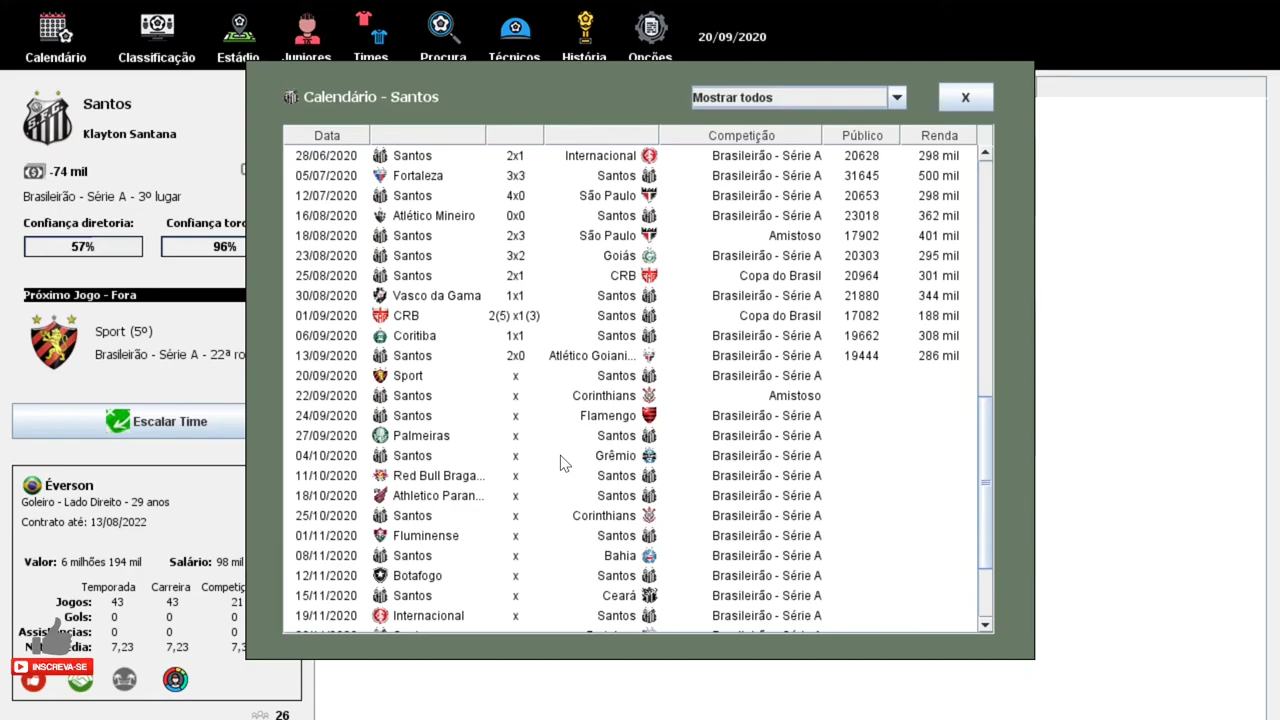 Calendário Classificação Estádio Juniores Times Procura Técnicos História Opções 20/09/2020
Santos
Klayton Santana
-74 mil
Brasileirão - Série A - 3º lugar
Confiança diretoria:
57%
96%
Próximo Jogo - Fora
Sport (5º)
Brasileirão - Série A - 22ª
Escalar Time
Éverson
Goleiro - Lado Direito - 29 anos
Contrato até: 13/08/2022
Valor: 6 milhões 194 mil Salário: 98 mil
Temporada Carreira
Jogos: 43 43 21
Gols: 0 0 0
0 0 0
7,23 7,23
INSCREVA-SE
26
Calendário - Santos Mostrar todos X
Data Competição Público Renda
28/06/2020 Santos 2x1 Internacional Brasileirão - Série A 20628 298 mil
05/07/2020 Fortaleza 3x3 Santos Brasileirão - Série A 31645 500 mil
12/07/2020 Santos 4x0 São Paulo Brasileirão - Série A 20653 298 mil
16/08/2020 Atlético Mineiro 0x0 Santos Brasileirão - Série A 23018 362 mil
18/08/2020 Santos 2x3 São Paulo Amistoso 17902 401 mil
23/08/2020 Santos 3x2 Goiás Brasileirão - Série A 20303 295 mil
25/08/2020 Santos 2x1 CRB Copa do Brasil 20964 301 mil
30/08/2020 Vasco da Gama 1x1 Santos Brasileirão - Série A 21880 344 mil
01/09/2020 CRB 2(5) x1(3) Santos Copa do Brasil 17082 188 mil
06/09/2020 Coritiba 1x1 Santos Brasileirão - Série A 19662 308 mil
13/09/2020 Santos 2x0 Atlético Goiani... Brasileirão - Série A 19444 286 mil
20/09/2020 Sport x Santos Brasileirão - Série A
22/09/2020 Santos x Corinthians Amistoso
24/09/2020 Santos x Flamengo Brasileirão - Série A
27/09/2020 Palmeiras x Santos Brasileirão - Série A
04/10/2020 Santos x Grêmio Brasileirão - Série A
11/10/2020 Red Bull Braga... x Santos Brasileirão - Série A
18/10/2020 Athletico Paran... x Santos Brasileirão - Série A
25/10/2020 Santos x Corinthians Brasileirão - Série A
01/11/2020 Fluminense x Santos Brasileirão - Série A
08/11/2020 Santos x Bahia Brasileirão - Série A
12/11/2020 Botafogo x Santos Brasileirão - Série A
15/11/2020 Santos x Ceará Brasileirão - Série A
19/11/2020 Internacional x Santos Brasileirão - Série A